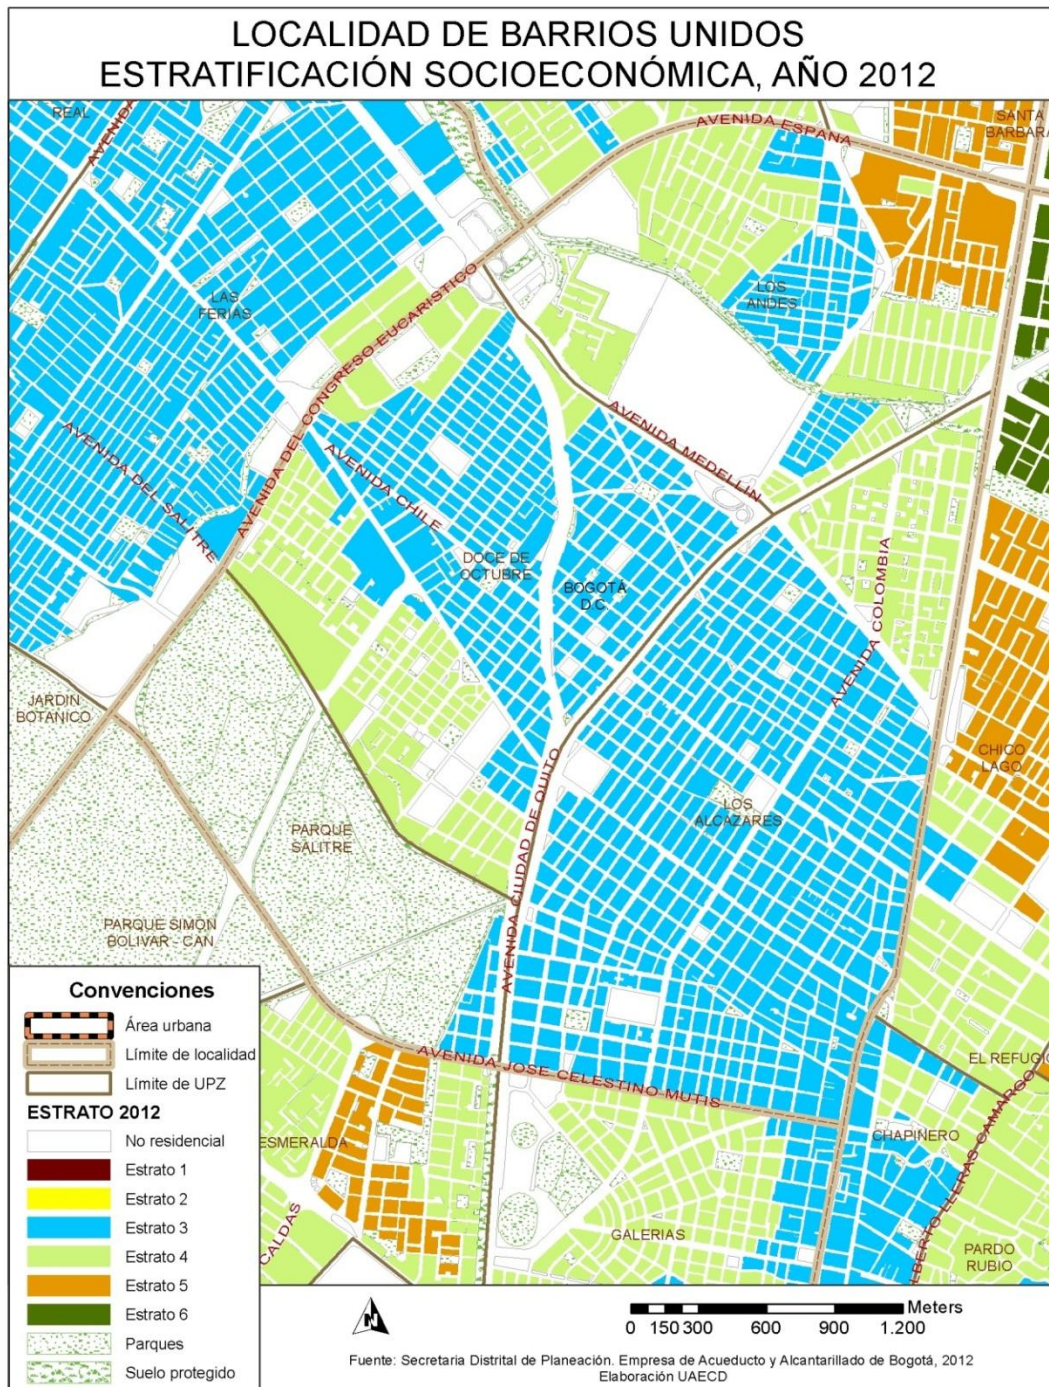 LOCALIDAD DE BARRIOS UNIDOS
ESTRATIFICACIÓN SOCIOECONÓMICA, AÑO 2012
REAL
AVENIDA
AVENIDA ESPAÑA
SANTA
BARBARA
LAS
FERIAS
LOS
ANDES
AVENIDA DEL CONGRESO EUCARISTICO
AVENIDA MEDELLIN
AVENIDA DEL SALITRE
AVENIDA CHILE
DOCE DE
OCTUBRE
BOGOTÁ
D.C.
AVENIDA COLOMBIA
JARDIN
BOTANICO
CHICO
LAGO
PARQUE
SALITRE
LOS
ALCAZARES
AVENIDA CIUDAD DE QUITO
PARQUE SIMON
BOLIVAR - CAN
AVENIDA JOSE CELESTINO MUTIS
EL REFUGIO
ESMERALDA
CHAPINERO
ALBERTO LLERAS CAMARGO
CALDAS
GALERIAS
PARDO
RUBIO
Convenciones
Área urbana
Límite de localidad
Límite de UPZ
ESTRATO 2012
No residencial
Estrato 1
Estrato 2
Estrato 3
Estrato 4
Estrato 5
Estrato 6
Parques
Suelo protegido
N
Meters
0 150 300 600 900 1.200
Fuente: Secretaria Distrital de Planeación. Empresa de Acueducto y Alcantarillado de Bogotá, 2012
Elaboración UAECD